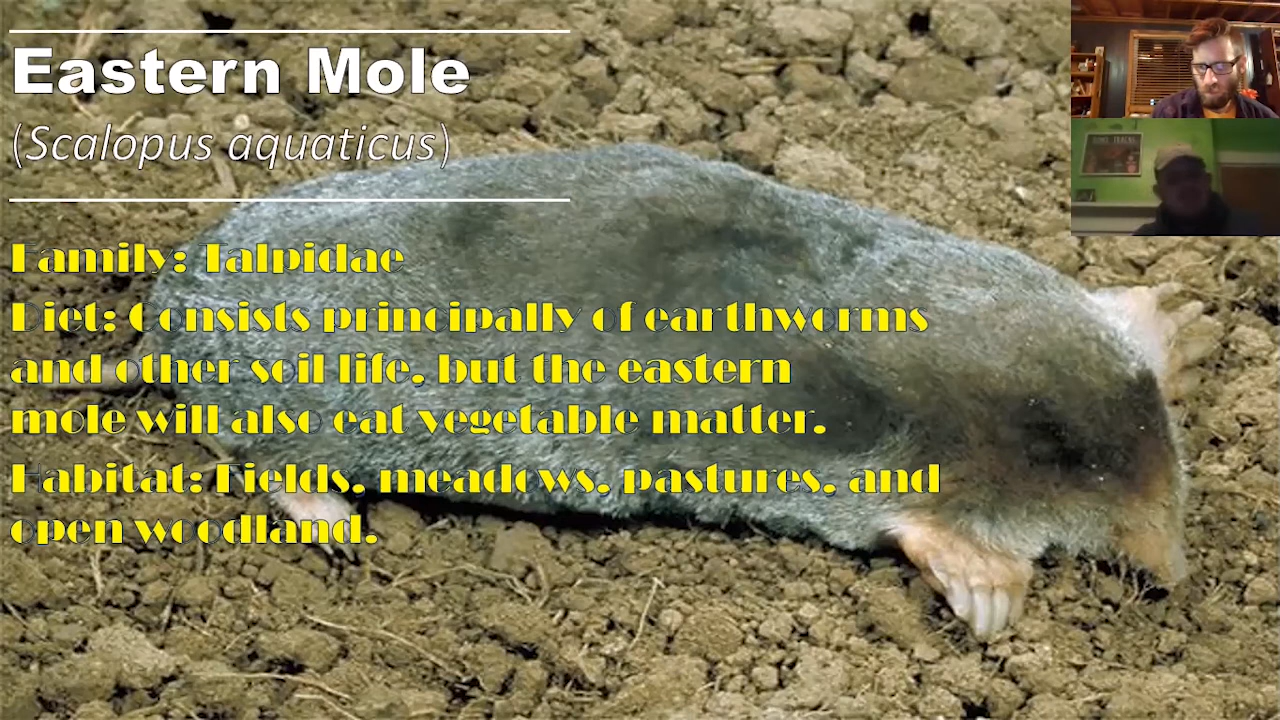 Eastern Mole
(Scalopus aquaticus)
Family: Talpidae
Diet: Consists principally of earthworms
and other soil life, but the eastern
mole will also eat vegetable matter.
Habitat: Fields, meadows, pastures, and
open woodland.